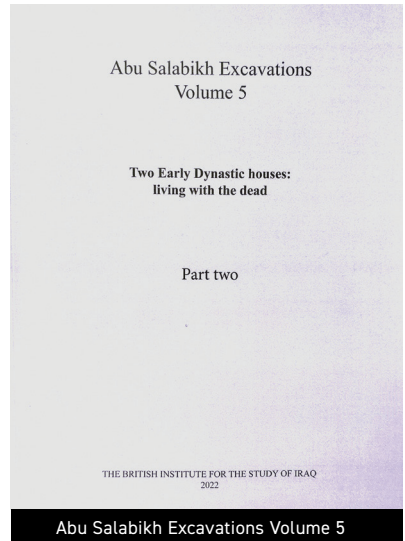 Abu Salabikh Excavations
Volume 5
Two Early Dynastic houses:
living with the dead
Part two
THE BRITISH INSTITUTE FOR THE STUDY OF IRAQ
2022
Abu Salabikh Excavations Volume 5